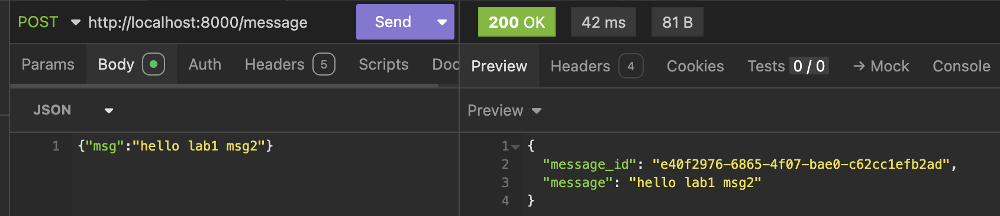 POST http://localhost:8000/message Send
Params Body Auth Headers 5 Scripts Doc
JSON
1 {"msg":"hello lab1 msg2"}
200 OK 42 ms 81 B
Preview Headers 4 Cookies Tests 0 / 0 → Mock Console
Preview
1 {
2 "message_id": "e40f2976-6865-4f07-bae0-c62cc1efb2ad",
3 "message": "hello lab1 msg2"
4 }